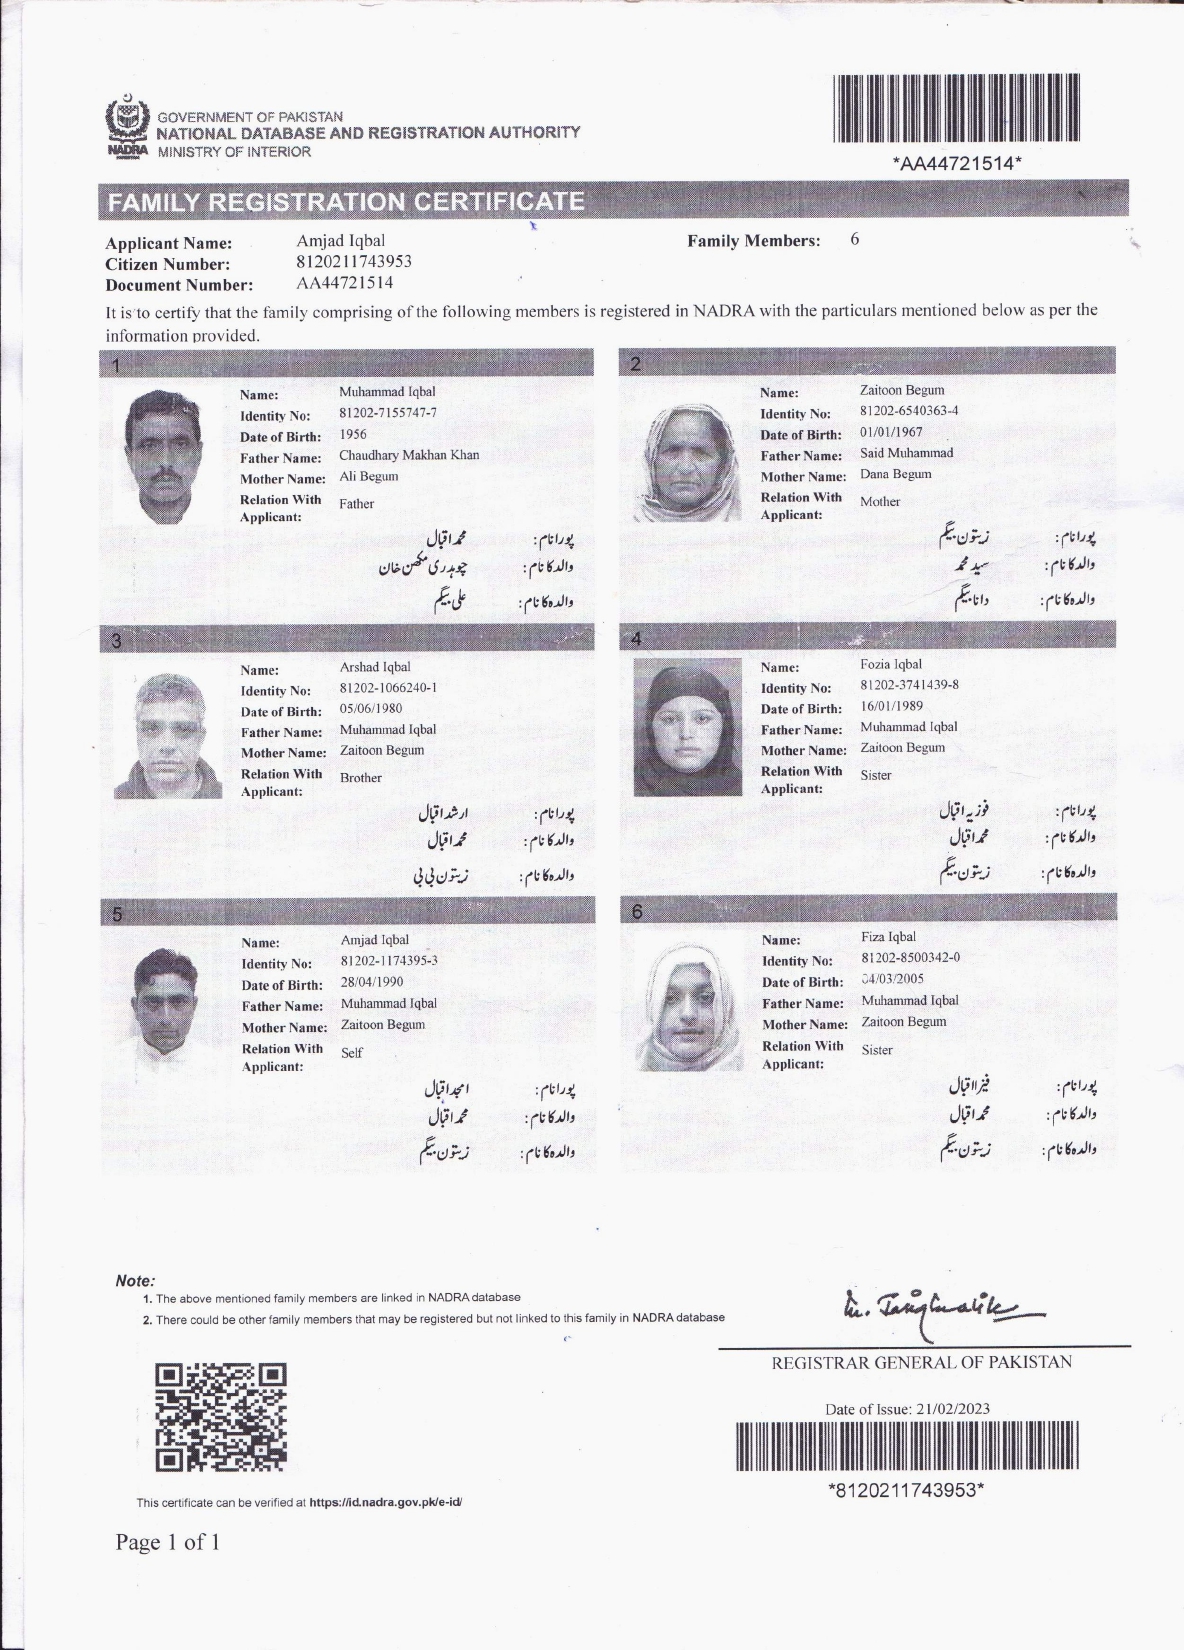 GOVERNMENT OF PAKISTAN
NATIONAL DATABASE AND REGISTRATION AUTHORITY
NADRA MINISTRY OF INTERIOR
*AA44721514*
FAMILY REGISTRATION CERTIFICATE
Applicant Name: Amjad Iqbal
Family Members: 6
Citizen Number: 8120211743953
Document Number: AA44721514
It is to certify that the family comprising of the following members is registered in NADRA with the particulars mentioned below as per the
information provided.
1
Name: Muhammad Iqbal
Identity No: 81202-7155747-7
Date of Birth: 1956
Father Name: Chaudhary Makhan Khan
Mother Name: Ali Begum
Relation With Father
Applicant:
پورا نام: محمد اقبال
والد کا نام: چوہدری مکھن خان
والدہ کا نام: علی بیگم
2
Name: Zaitoon Begum
Identity No: 81202-6540363-4
Date of Birth: 01/01/1967
Father Name: Said Muhammad
Mother Name: Dana Begum
Relation With Mother
Applicant:
پورا نام: زیتون بیگم
والد کا نام: سید محمد
والدہ کا نام: دانا بیگم
3
Name: Arshad Iqbal
Identity No: 81202-1066240-1
Date of Birth: 05/06/1980
Father Name: Muhammad Iqbal
Mother Name: Zaitoon Begum
Relation With Brother
Applicant:
پورا نام: ارشد اقبال
والد کا نام: محمد اقبال
والدہ کا نام: زیتون بی بی
4
Name: Fozia Iqbal
Identity No: 81202-3741439-8
Date of Birth: 16/01/1989
Father Name: Muhammad Iqbal
Mother Name: Zaitoon Begum
Relation With Sister
Applicant:
پورا نام: فوزیہ اقبال
والد کا نام: محمد اقبال
والدہ کا نام: زیتون بیگم
5
Name: Amjad Iqbal
Identity No: 81202-1174395-3
Date of Birth: 28/04/1990
Father Name: Muhammad Iqbal
Mother Name: Zaitoon Begum
Relation With Self
Applicant:
پورا نام: امجد اقبال
والد کا نام: محمد اقبال
والدہ کا نام: زیتون بیگم
6
Name: Fiza Iqbal
Identity No: 81202-8500342-0
Date of Birth: 04/03/2005
Father Name: Muhammad Iqbal
Mother Name: Zaitoon Begum
Relation With Sister
Applicant:
پورا نام: فیزا اقبال
والد کا نام: محمد اقبال
والدہ کا نام: زیتون بیگم
Note:
1. The above mentioned family members are linked in NADRA database
2. There could be other family members that may be registered but not linked to this family in NADRA database
REGISTRAR GENERAL OF PAKISTAN
Date of Issue: 21/02/2023
*8120211743953*
This certificate can be verified at https://id.nadra.gov.pk/e-id/
Page 1 of 1